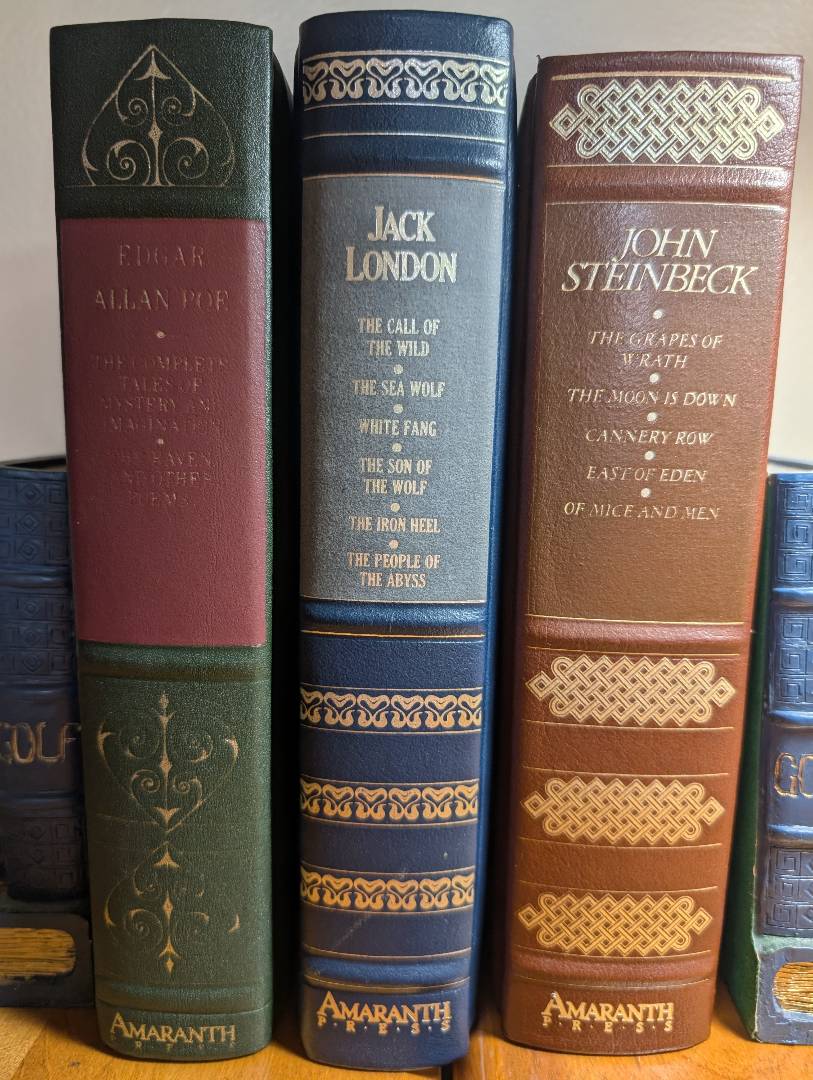 EDGAR
ALLAN POE
THE COMPLETE
TALES OF
MYSTERY AND
IMAGINATION
THE RAVEN
AND OTHER
POEMS
AMARANTH
PRESS
JACK
LONDON
THE CALL OF
THE WILD
THE SEA WOLF
WHITE FANG
THE SON OF
THE WOLF
THE IRON HEEL
THE PEOPLE OF
THE ABYSS
AMARANTH
PRESS
JOHN
STEINBECK
THE GRAPES OF
WRATH
THE MOON IS DOWN
CANNERY ROW
EAST OF EDEN
OF MICE AND MEN
AMARANTH
PRESS
GOLF
GO